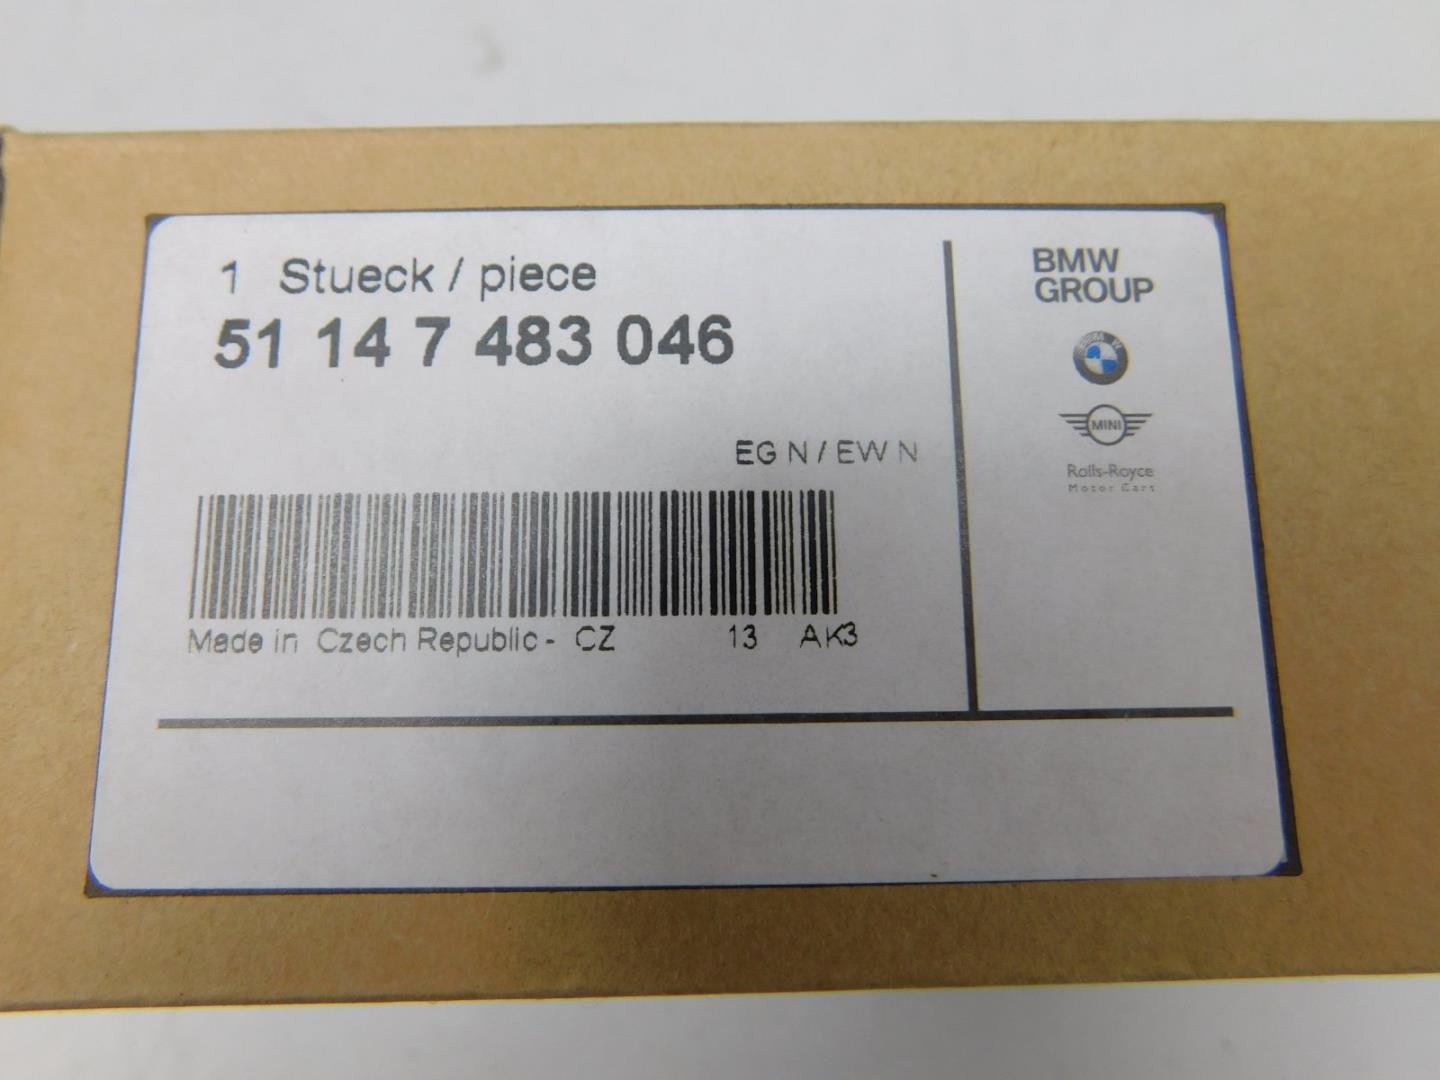 1 Stueck / piece
51 14 7 483 046
EG N / EW N
Made in Czech Republic - CZ 13 AK3
BMW
GROUP
BMW
MINI
Rolls-Royce
Motor Cars